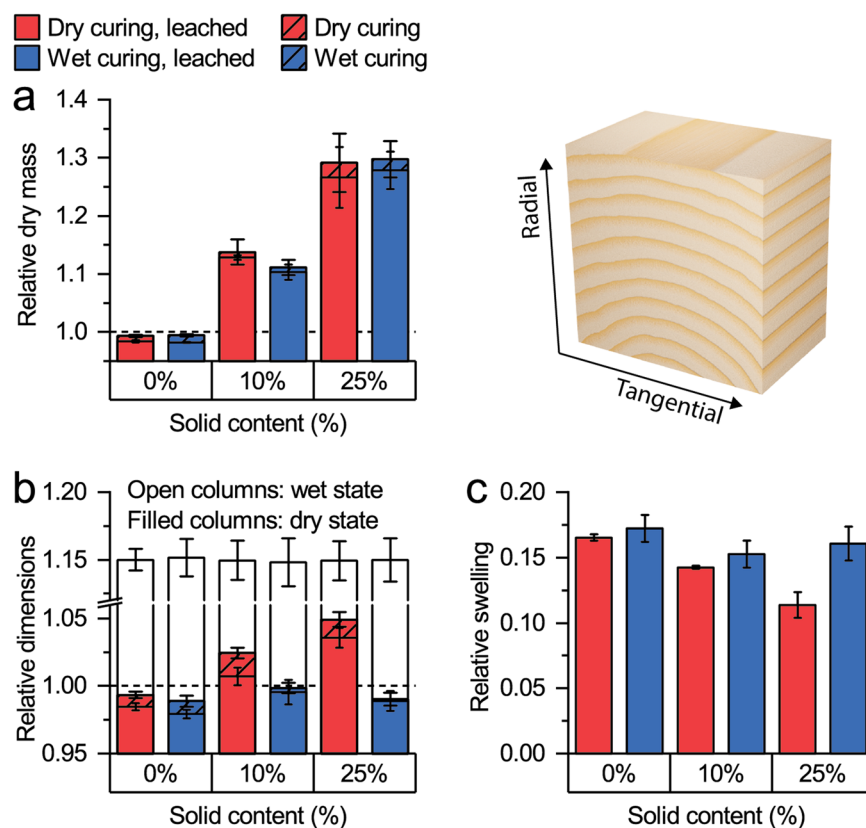 Dry curing, leached Dry curing
Wet curing, leached Wet curing
a
1.4
1.3
1.2
1.1
1.0
Relative dry mass
0% 10% 25%
Solid content (%)
Radial
Tangential
b
1.20
1.15
1.05
1.00
0.95
Relative dimensions
Open columns: wet state
Filled columns: dry state
0% 10% 25%
Solid content (%)
c
0.20
0.15
0.10
0.05
0.00
Relative swelling
0% 10% 25%
Solid content (%)